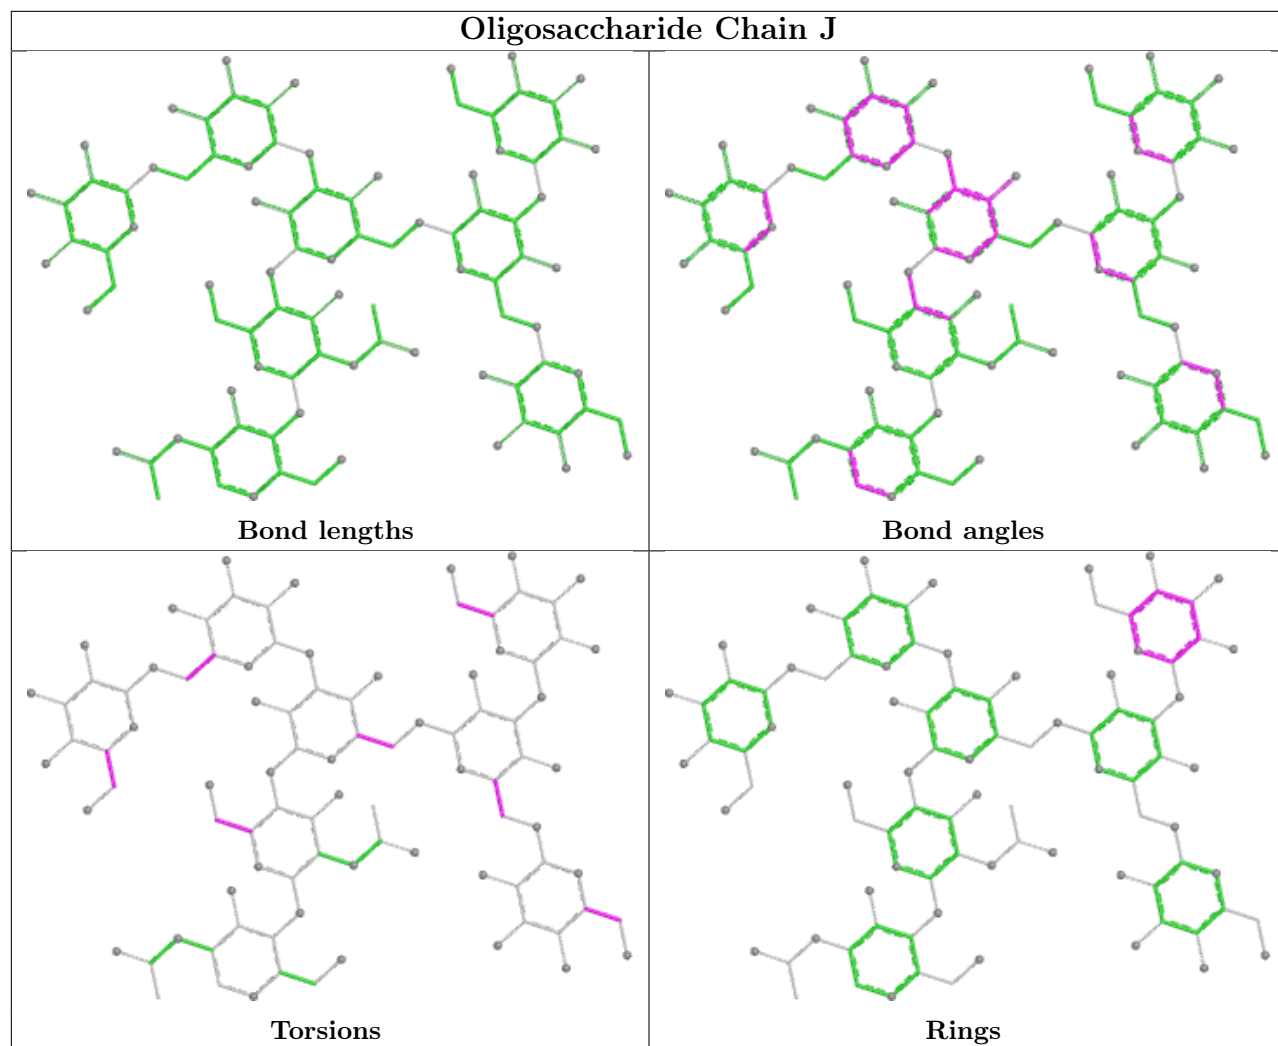 Oligosaccharide Chain J
Bond lengths
Bond angles
Torsions
Rings